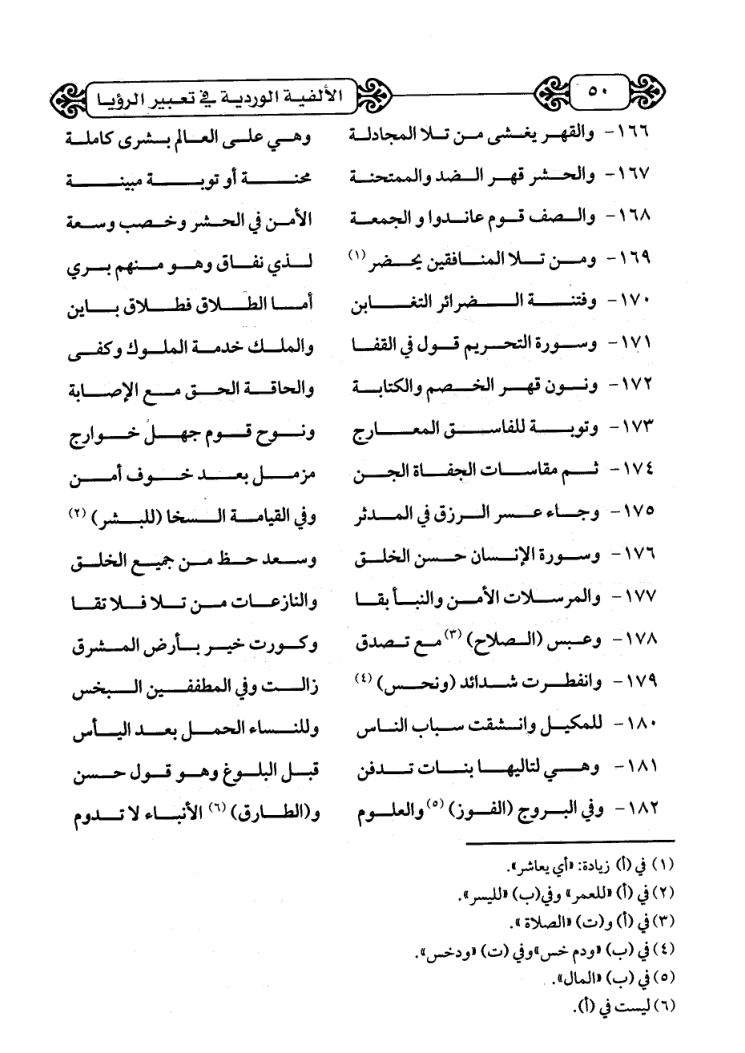 ٥٠
الألفية الوردية في تعبير الرؤيا
١٦٦- والقهر يغشى من تلا المجادلة وهي على العالم بشرى كاملة
١٦٧- والحشر قهر الضد والممتحنة محنة أو توبة مبينة
١٦٨- والصف قوم عاندوا و الجمعة الأمن في الحشر وخصب وسعة
١٦٩- ومن تلا المنافقين يحضر (١) لذي نفاق وهو منهم بري
١٧٠- وفتنة الضرائر التغابن أما الطلاق فطلاق باين
١٧١- وسورة التحريم قول في القفا والملك خدمة الملوك وكفى
١٧٢- ونون قهر الخصم والكتابة والحاقة الحق مع الإصابة
١٧٣- وتوبة للفاسق المعارج ونوح قوم جهل خوارج
١٧٤- ثم مقاسات الجفاة الجن مزمل بعد خوف أمن
١٧٥- وجاء عسر الرزق في المدثر وفي القيامة السخا (للبشر) (٢)
١٧٦- وسورة الإنسان حسن الخلق وسعد حظ من جميع الخلق
١٧٧- والمرسلات الأمن والنبأ بقا والنازعات من تلا فلا تقا
١٧٨- وعبس (الصلاح) (٣) مع تصدق وكورت خير بأرض المشرق
١٧٩- وانفطرت شدائد (ونحس) (٤) زالت وفي المطففين البخس
١٨٠- للمكيل وانشقت سباب الناس وللنساء الحمل بعد اليأس
١٨١- وهي لتاليها بنات تدفن قبل البلوغ وهو قول حسن
١٨٢- وفي البروج (الفوز) (٥) والعلوم و(الطارق) (٦) الأنباء لا تدوم
(١) في (أ) زيادة: «أي يعاشر».
(٢) في (أ) «للعمر» وفي(ب) «لليسر».
(٣) في (أ) و(ت) «الصلاة».
(٤) في (ب) «ودم خس»وفي (ت) «ودخس».
(٥) في (ب) «المال».
(٦) ليست في (أ).